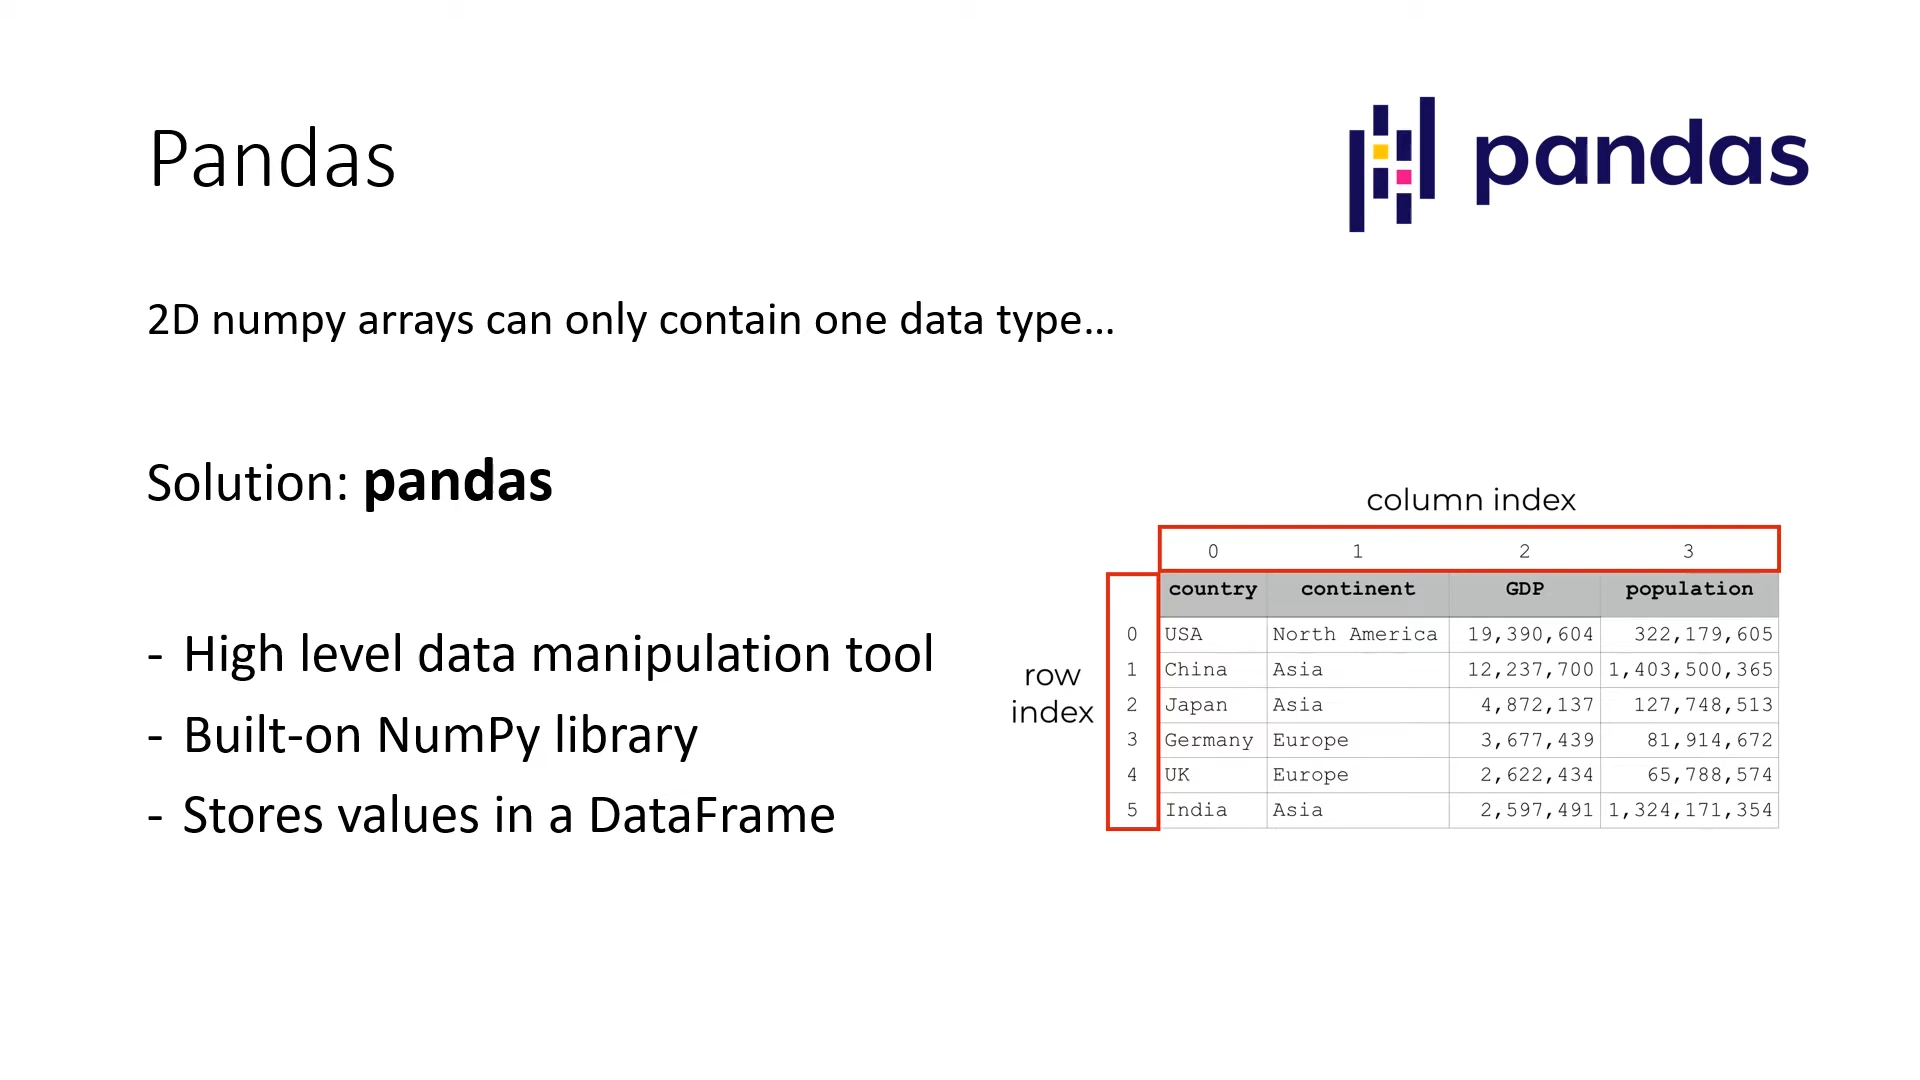 Pandas
pandas
2D numpy arrays can only contain one data type...
Solution: pandas
- High level data manipulation tool
- Built-on NumPy library
- Stores values in a DataFrame
column index
0 1 2 3
country continent GDP population
row
index
0 USA North America 19,390,604 322,179,605
1 China Asia 12,237,700 1,403,500,365
2 Japan Asia 4,872,137 127,748,513
3 Germany Europe 3,677,439 81,914,672
4 UK Europe 2,622,434 65,788,574
5 India Asia 2,597,491 1,324,171,354